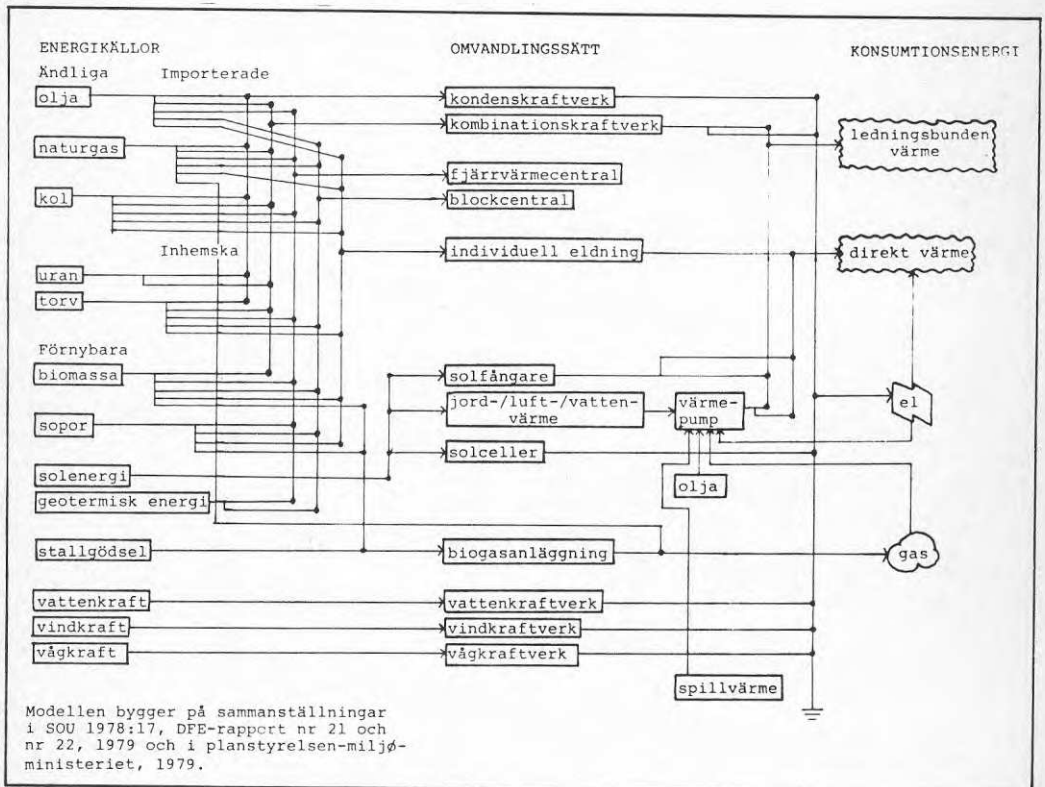 ENERGIKÄLLOR
OMVANDLINGSSÄTT
KONSUMTIONSENERGI
Ändliga
Importerade
olja
kondenskraftverk
kombinationskraftverk
ledningsbunden
värme
naturgas
fjärrvärmecentral
kol
blockcentral
Inhemska
individuell eldning
direkt värme
uran
torv
Förnybara
biomassa
solfångare
jord-/luft-/vatten-
värme
värme-
pump
el
sopor
solceller
solenergi
olja
geotermisk energi
stallgödsel
biogasanläggning
gas
vattenkraft
vattenkraftverk
vindkraft
vindkraftverk
vågkraft
vågkraftverk
spillvärme
Modellen bygger på sammanställningar
i SOU 1978:17, DFE-rapport nr 21 och
nr 22, 1979 och i planstyrelsen-miljø-
ministeriet, 1979.